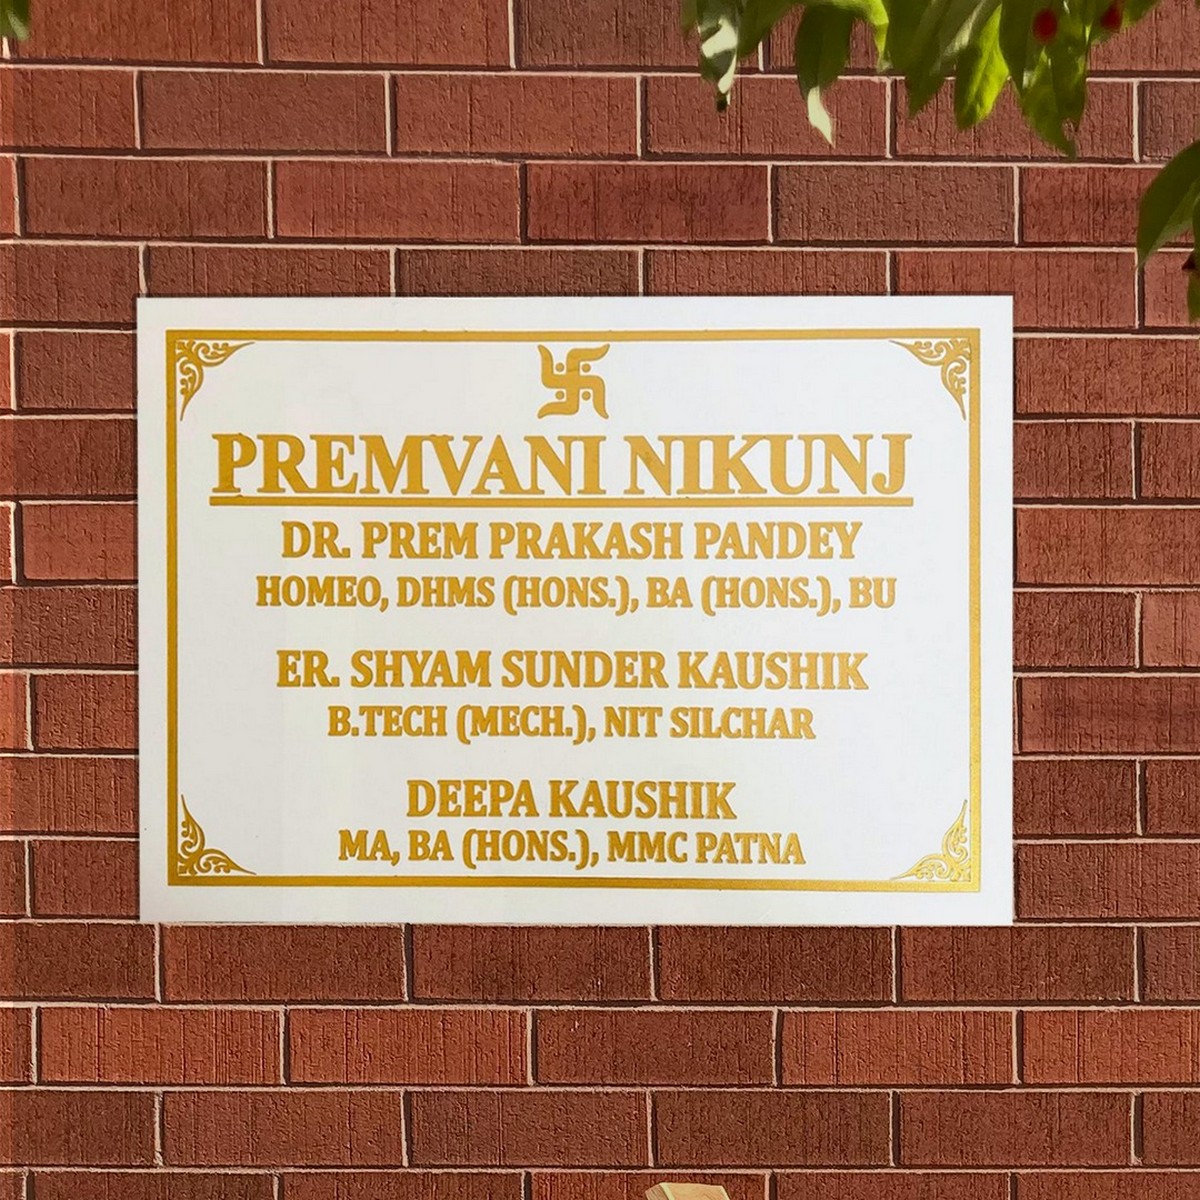 PREMVANI NIKUNJ
DR. PREM PRAKASH PANDEY
HOMEO, DHMS (HONS.), BA (HONS.), BU
ER. SHYAM SUNDER KAUSHIK
B.TECH (MECH.), NIT SILCHAR
DEEPA KAUSHIK
MA, BA (HONS.), MMC PATNA